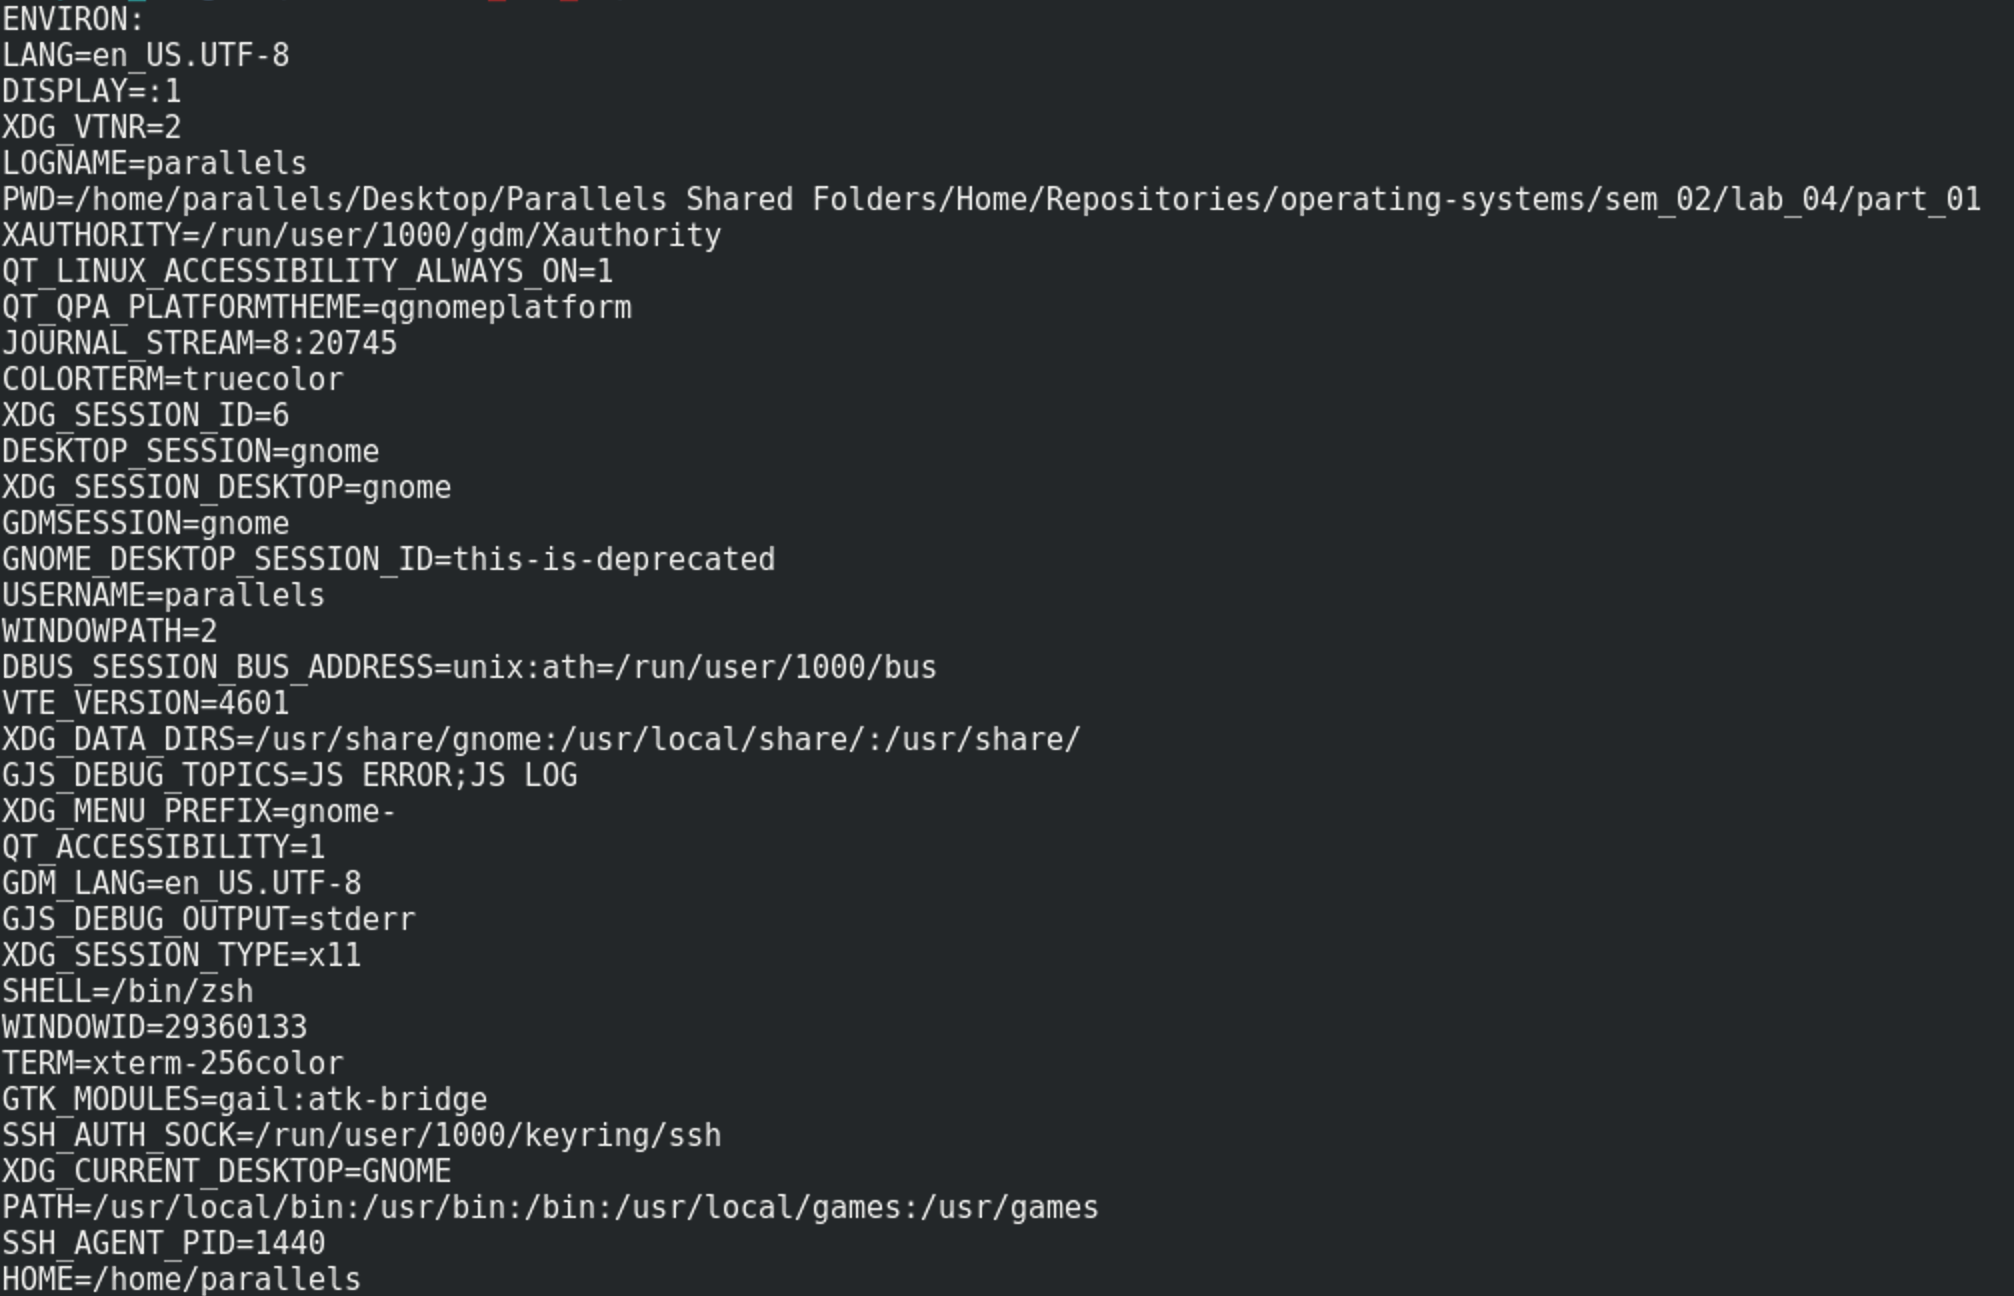 ENVIRON:
LANG=en_US.UTF-8
DISPLAY=:1
XDG_VTNR=2
LOGNAME=parallels
PWD=/home/parallels/Desktop/Parallels Shared Folders/Home/Repositories/operating-systems/sem_02/lab_04/part_01
XAUTHORITY=/run/user/1000/gdm/Xauthority
QT_LINUX_ACCESSIBILITY_ALWAYS_ON=1
QT_QPA_PLATFORMTHEME=qgnomeplatform
JOURNAL_STREAM=8:20745
COLORTERM=truecolor
XDG_SESSION_ID=6
DESKTOP_SESSION=gnome
XDG_SESSION_DESKTOP=gnome
GDMSESSION=gnome
GNOME_DESKTOP_SESSION_ID=this-is-deprecated
USERNAME=parallels
WINDOWPATH=2
DBUS_SESSION_BUS_ADDRESS=unix:ath=/run/user/1000/bus
VTE_VERSION=4601
XDG_DATA_DIRS=/usr/share/gnome:/usr/local/share/:/usr/share/
GJS_DEBUG_TOPICS=JS ERROR;JS LOG
XDG_MENU_PREFIX=gnome-
QT_ACCESSIBILITY=1
GDM_LANG=en_US.UTF-8
GJS_DEBUG_OUTPUT=stderr
XDG_SESSION_TYPE=x11
SHELL=/bin/zsh
WINDOWID=29360133
TERM=xterm-256color
GTK_MODULES=gail:atk-bridge
SSH_AUTH_SOCK=/run/user/1000/keyring/ssh
XDG_CURRENT_DESKTOP=GNOME
PATH=/usr/local/bin:/usr/bin:/bin:/usr/local/games:/usr/games
SSH_AGENT_PID=1440
HOME=/home/parallels